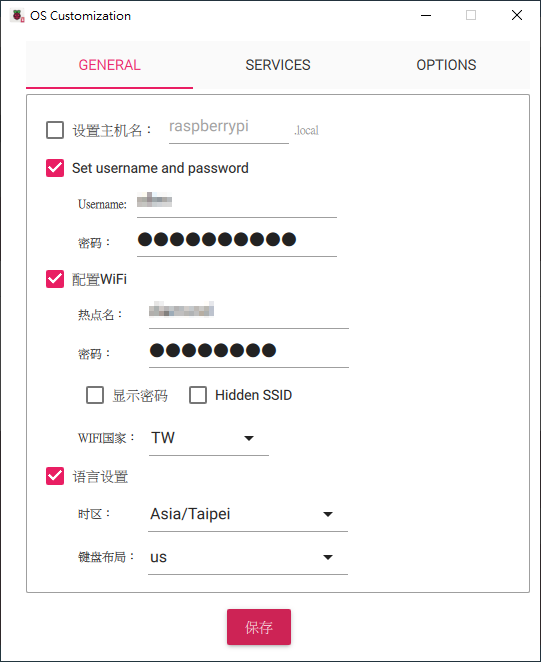 OS Customization
GENERAL SERVICES OPTIONS
设置主机名： raspberrypi .local
Set username and password
Username:
密码： ●●●●●●●●●●
配置WiFi
热点名：
密码： ●●●●●●●●
显示密码 Hidden SSID
WIFI国家： TW
语言设置
时区： Asia/Taipei
键盘布局： us
保存